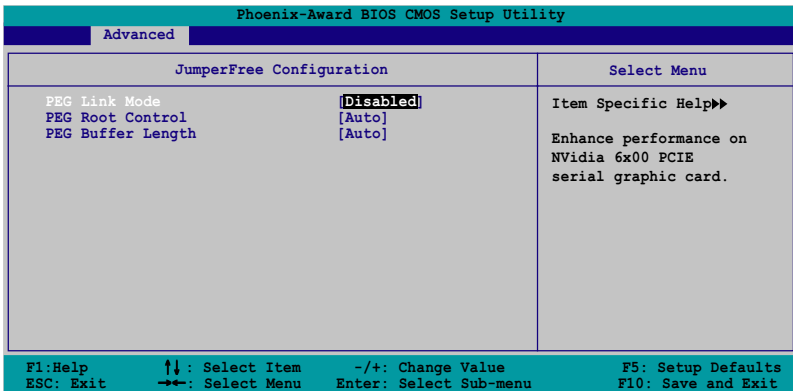 Phoenix-Award BIOS CMOS Setup Utility
Advanced
JumperFree Configuration
Select Menu
PEG Link Mode [Disabled]
PEG Root Control [Auto]
PEG Buffer Length [Auto]
Item Specific Help▶▶
Enhance performance on
NVidia 6x00 PCIE
serial graphic card.
F1:Help ↑↓ : Select Item -/+: Change Value F5: Setup Defaults
ESC: Exit →←: Select Menu Enter: Select Sub-menu F10: Save and Exit